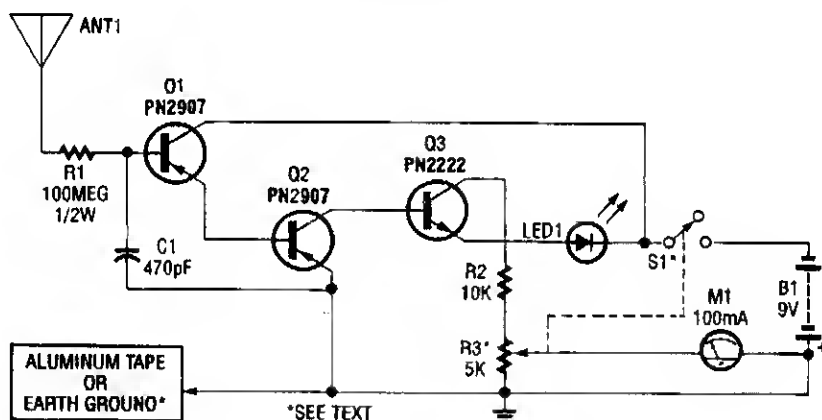 ANT1
Q1
PN2907
R1
100MEG
1/2W
C1
470pF
Q2
PN2907
Q3
PN2222
LED1
R2
10K
R3*
5K
S1*
M1
100mA
B1
9V
+
ALUMINUM TAPE
OR
EARTH GROUND*
*SEE TEXT